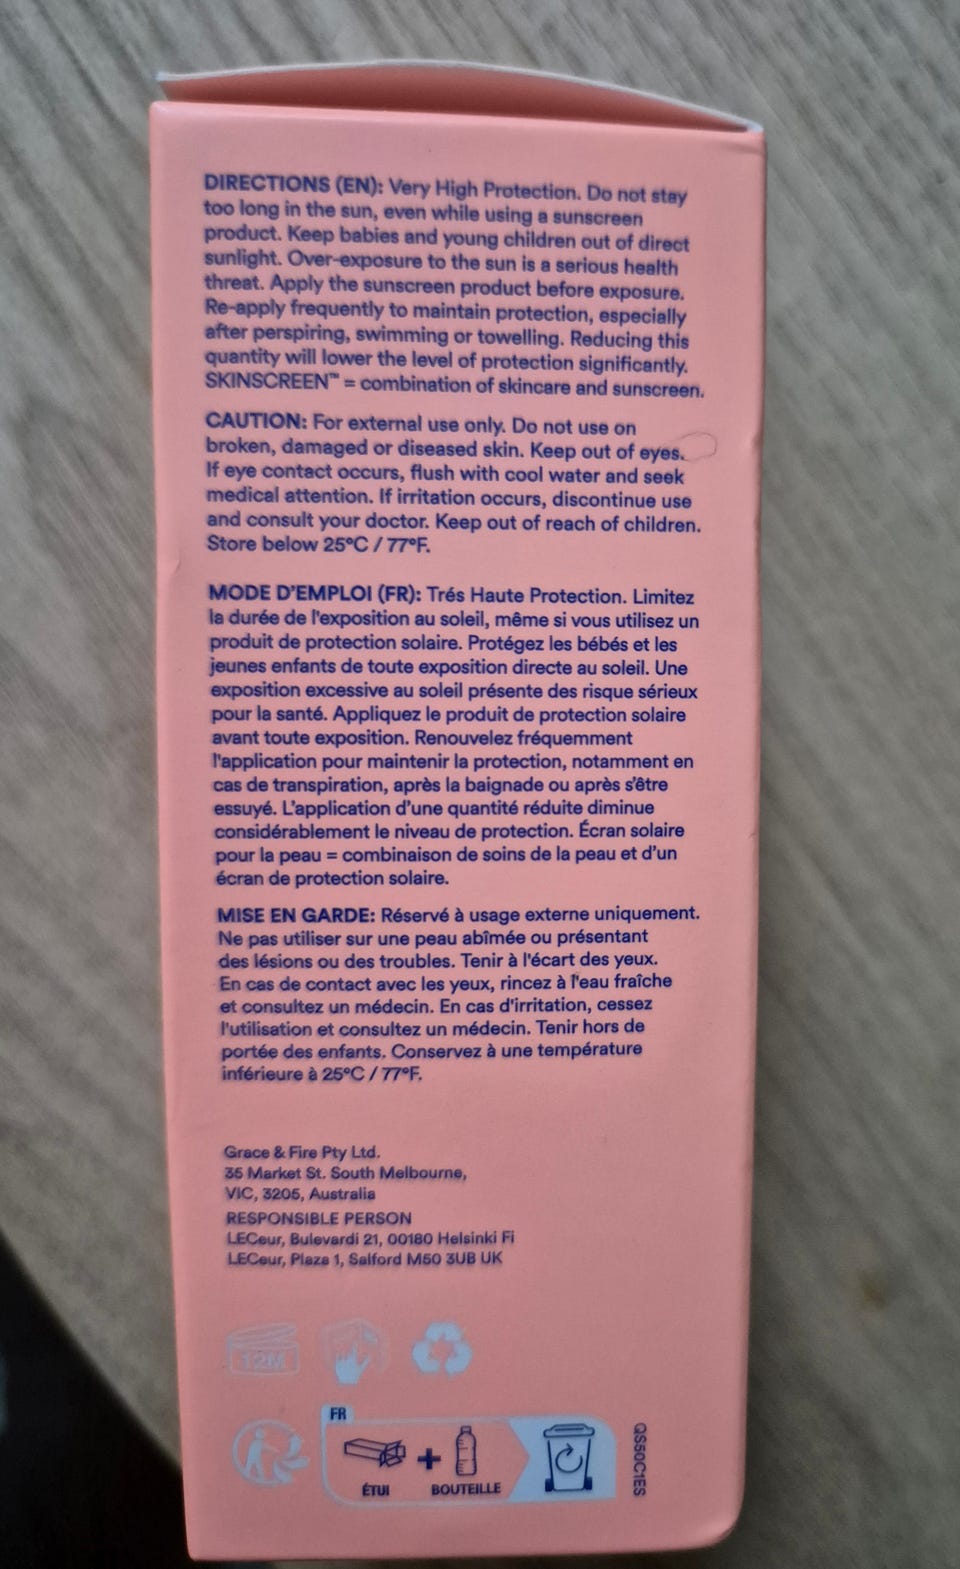 DIRECTIONS (EN): Very High Protection. Do not stay
too long in the sun, even while using a sunscreen
product. Keep babies and young children out of direct
sunlight. Over-exposure to the sun is a serious health
threat. Apply the sunscreen product before exposure.
Re-apply frequently to maintain protection, especially
after perspiring, swimming or towelling. Reducing this
quantity will lower the level of protection significantly.
SKINSCREEN™ = combination of skincare and sunscreen.
CAUTION: For external use only. Do not use on
broken, damaged or diseased skin. Keep out of eyes.
If eye contact occurs, flush with cool water and seek
medical attention. If irritation occurs, discontinue use
and consult your doctor. Keep out of reach of children.
Store below 25°C / 77°F.
MODE D'EMPLOI (FR): Trés Haute Protection. Limitez
la durée de l'exposition au soleil, même si vous utilisez un
produit de protection solaire. Protégez les bébés et les
jeunes enfants de toute exposition directe au soleil. Une
exposition excessive au soleil présente des risque sérieux
pour la santé. Appliquez le produit de protection solaire
avant toute exposition. Renouvelez fréquemment
l'application pour maintenir la protection, notamment en
cas de transpiration, après la baignade ou après s'être
essuyé. L'application d'une quantité réduite diminue
considérablement le niveau de protection. Écran solaire
pour la peau = combinaison de soins de la peau et d'un
écran de protection solaire.
MISE EN GARDE: Réservé à usage externe uniquement.
Ne pas utiliser sur une peau abîmée ou présentant
des lésions ou des troubles. Tenir à l'écart des yeux.
En cas de contact avec les yeux, rincez à l'eau fraîche
et consultez un médecin. En cas d'irritation, cessez
l'utilisation et consultez un médecin. Tenir hors de
portée des enfants. Conservez à une température
inférieure à 25°C / 77°F.
Grace & Fire Pty Ltd.
35 Market St. South Melbourne,
VIC, 3205, Australia
RESPONSIBLE PERSON
LECeur, Bulevardi 21, 00180 Helsinki Fi
LECeur, Plaza 1, Salford M50 3UB UK
12M
FR
ÉTUI + BOUTEILLE
QS50C1ES